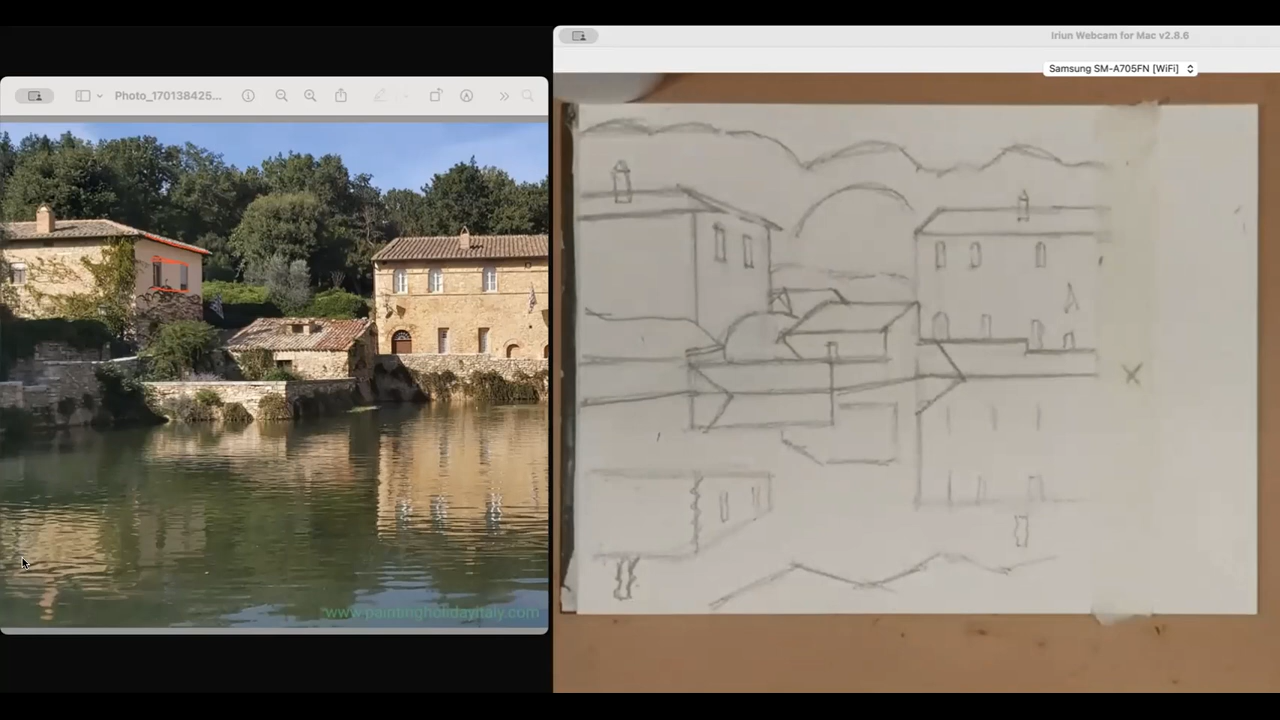 Iriun Webcam for Mac v2.8.6
Samsung SM-A705FN [WiFi]
Photo_170138425...
www.paintingholidayitaly.com